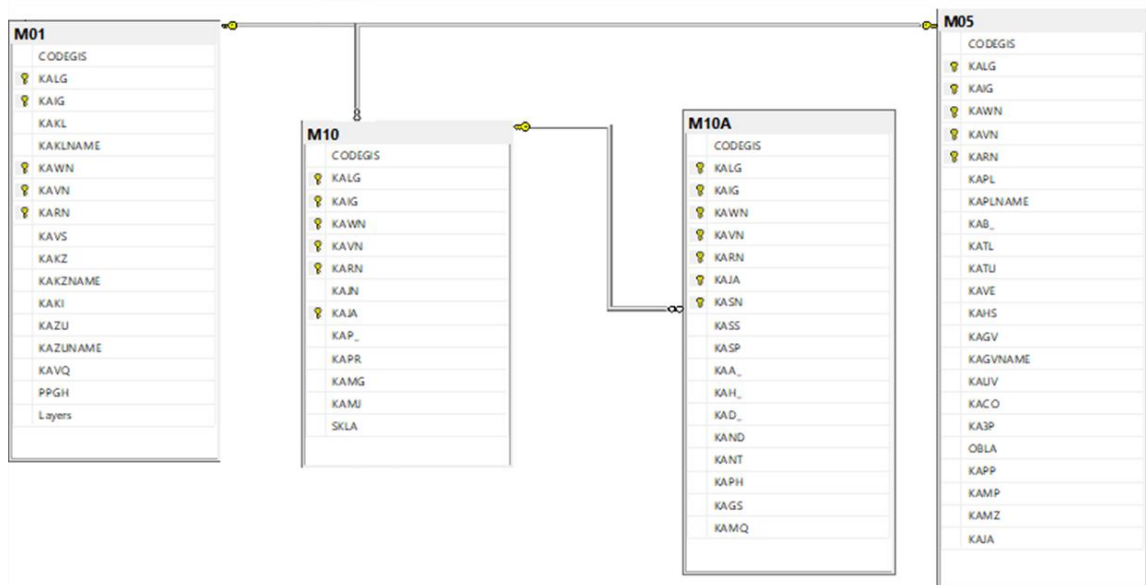 M01
CODEGIS
KALG
KAIG
KAKL
KAKLNAME
KAWN
KAVN
KARN
KAVS
KAKZ
KAKZNAME
KAKI
KAZU
KAZUNAME
KAVQ
PPGH
Layers
M10
CODEGIS
KALG
KAIG
KAWN
KAVN
KARN
KAJN
KAJA
KAP_
KAPR
KAMG
KAMJ
SKLA
M10A
CODEGIS
KALG
KAIG
KAWN
KAVN
KARN
KAJA
KASN
KASS
KASP
KAA_
KAH_
KAD_
KAND
KANT
KAPH
KAGS
KAMQ
M05
CODEGIS
KALG
KAIG
KAWN
KAVN
KARN
KAPL
KAPLNAME
KAB_
KATL
KATU
KAVE
KAHS
KAGV
KAGVNAME
KAUV
KACO
KA3P
OBLA
KAPP
KAMP
KAMZ
KAJA